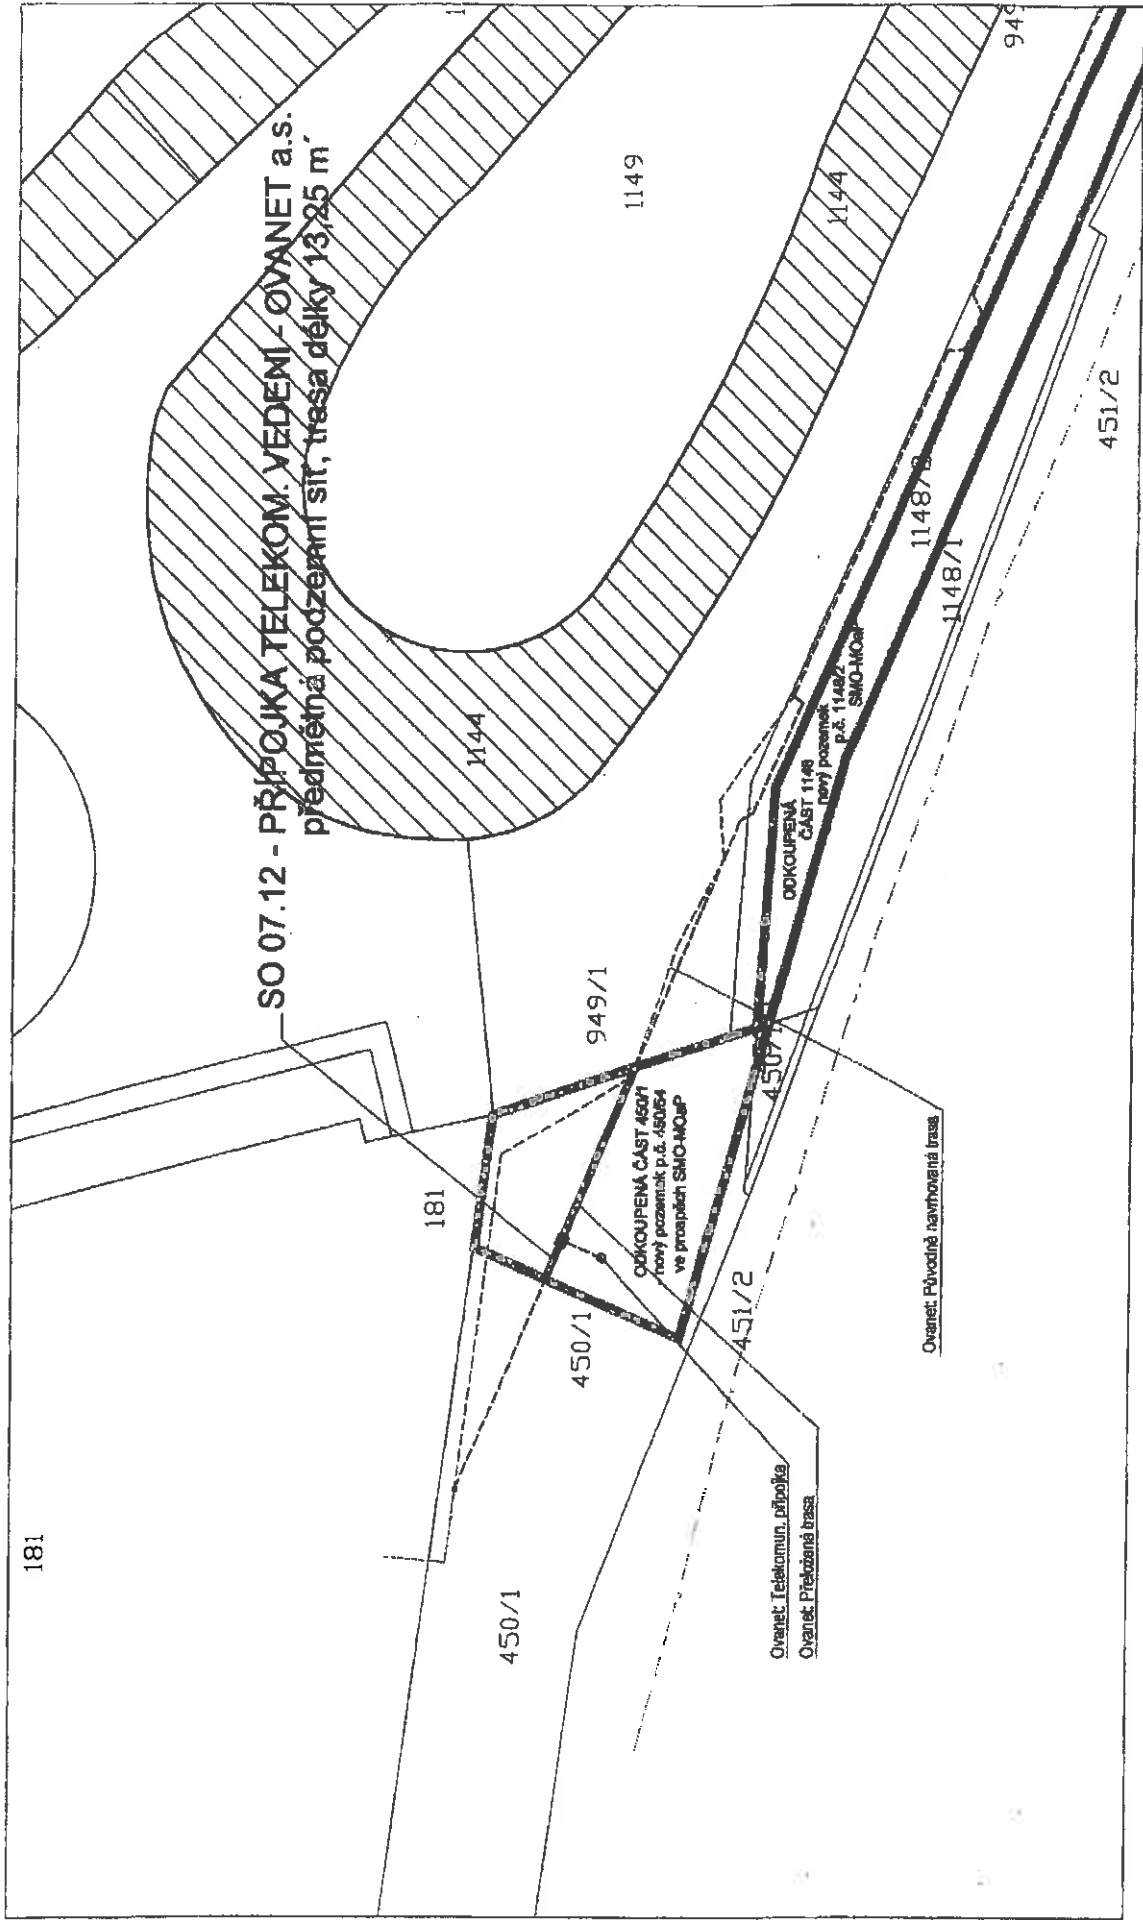 SO 07.12 - PŘÍPOJKA TELEKOM. VEDENÍ - OVANET a.s.
předmětná podzemní síť, trasa délky 13,25 m
181
181
1144
1149
1144
949/1
450/1
450/1
450/1
451/2
451/2
1148/1
ODKOUPENÁ ČÁST 450/1
nový pozemek p.č. 450/54
ve prospěch SMO-MOaP
ODKOUPENÁ
ČÁST 1148
nový pozemek
p.č. 1148/2
SMO-MOaP
Ovanet: Telekomun. přípojka
Ovanet: Přeložená trasa
Ovanet: Původně navrhovaná trasa